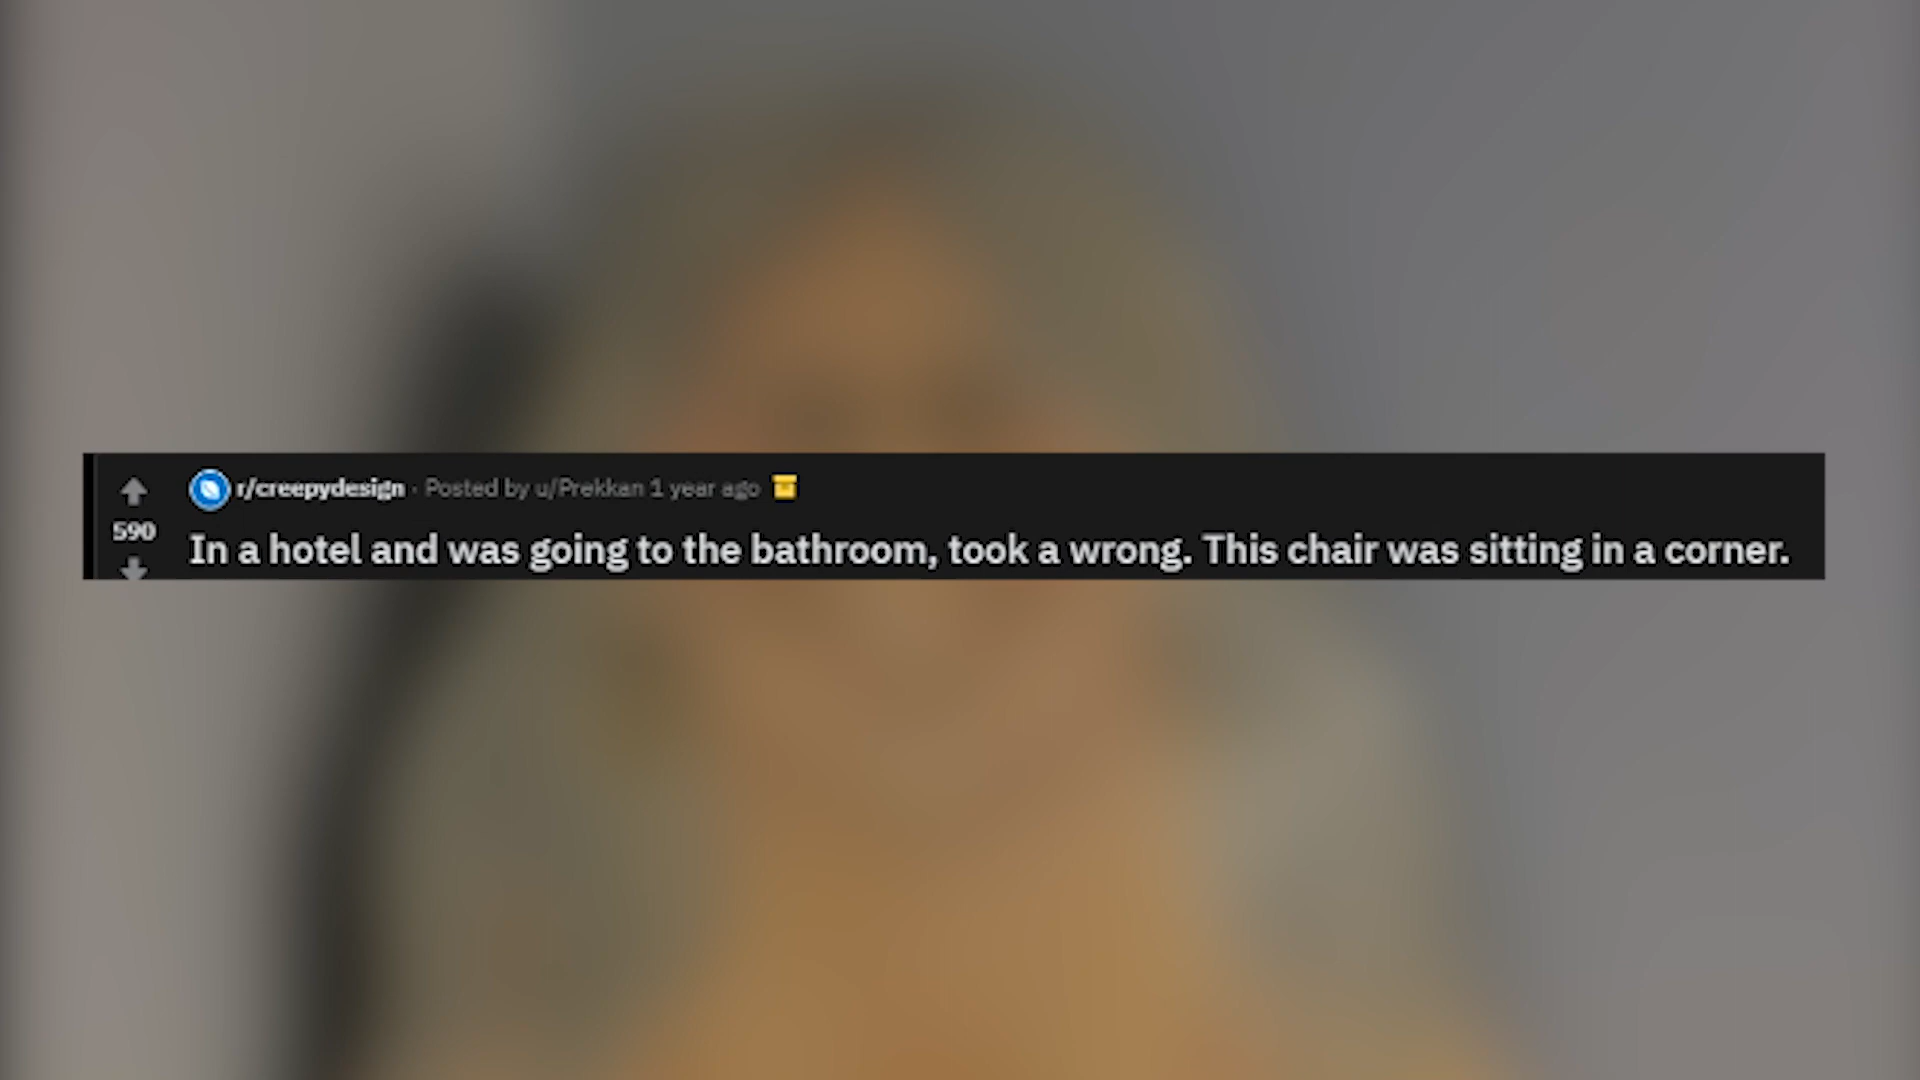 r/creepydesign · Posted by u/Prekkan 1 year ago
590
In a hotel and was going to the bathroom, took a wrong. This chair was sitting in a corner.